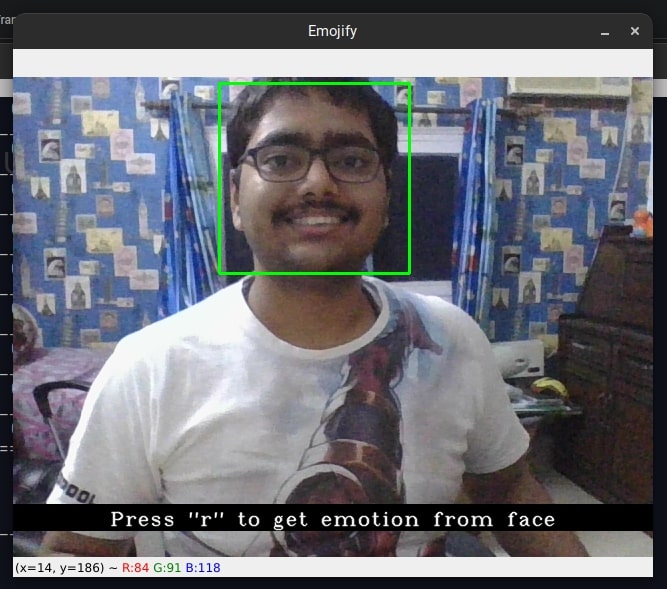 Emojify
Press "r" to get emotion from face
(x=14, y=186) ~ R:84 G:91 B:118